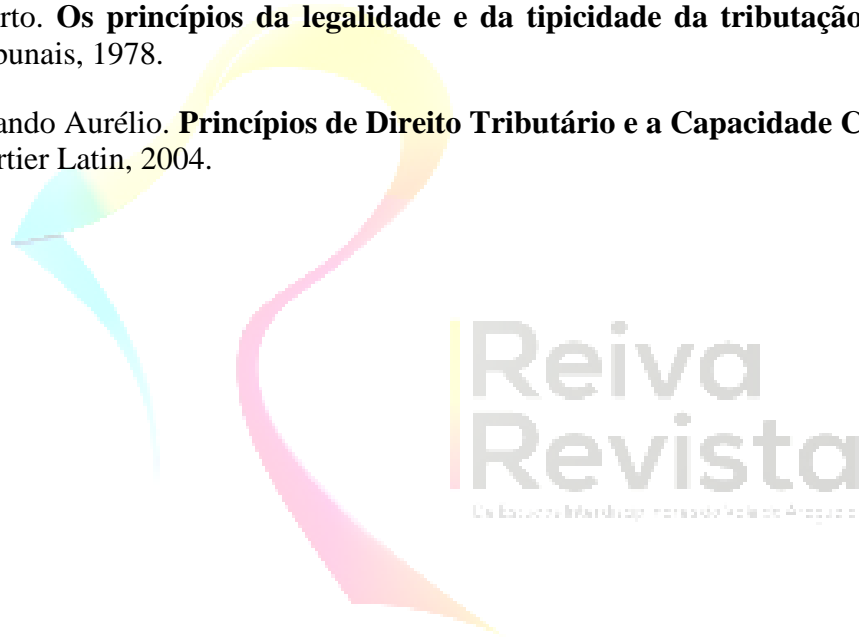 rto. Os princípios da legalidade e da tipicidade da tributação
bunais, 1978.
ando Aurélio. Princípios de Direito Tributário e a Capacidade C
rtier Latin, 2004.
Reiva
Revista